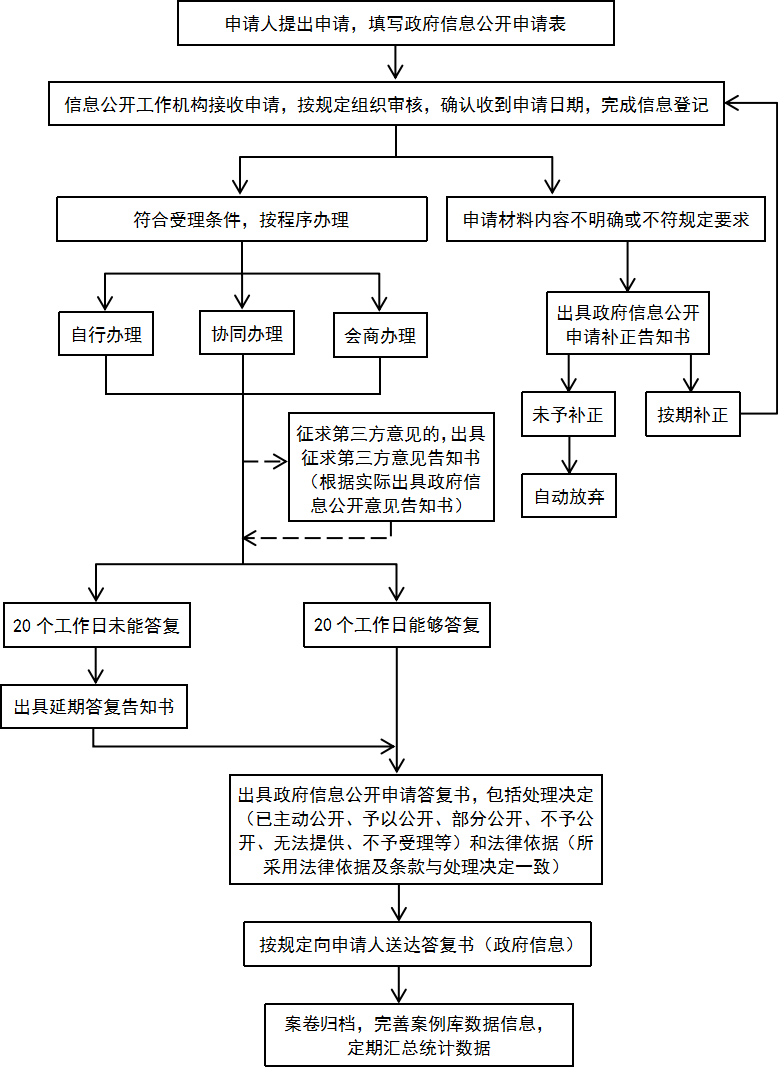 申请人提出申请，填写政府信息公开申请表
信息公开工作机构接收申请，按规定组织审核，确认收到申请日期，完成信息登记
符合受理条件，按程序办理
申请材料内容不明确或不符规定要求
自行办理
协同办理
会商办理
出具政府信息公开
申请补正告知书
未予补正
按期补正
自动放弃
征求第三方意见的，出具
征求第三方意见告知书
（根据实际出具政府信
息公开意见告知书）
20 个工作日未能答复
20 个工作日能够答复
出具延期答复告知书
出具政府信息公开申请答复书，包括处理决定
（已主动公开、予以公开、部分公开、不予公
开、无法提供、不予受理等）和法律依据（所
采用法律依据及条款与处理决定一致）
按规定向申请人送达答复书（政府信息）
案卷归档，完善案例库数据信息，
定期汇总统计数据